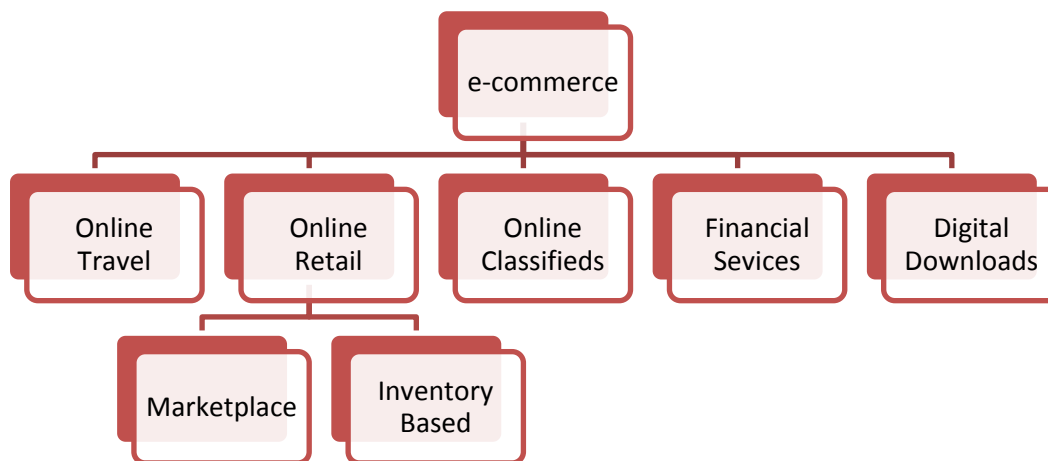 e-commerce
Online
Travel
Online
Retail
Online
Classifieds
Financial
Sevices
Digital
Downloads
Marketplace
Inventory
Based